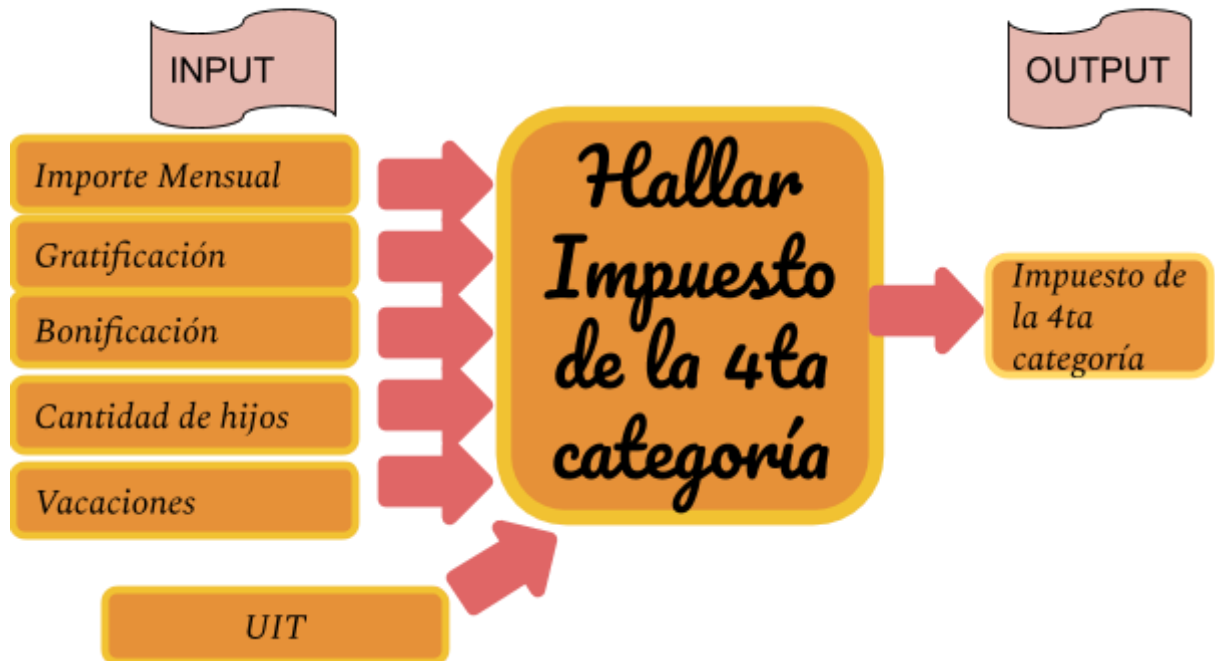 INPUT
OUTPUT
Importe Mensual
Gratificación
Bonificación
Cantidad de hijos
Vacaciones
UIT
Hallar
Impuesto
de la 4ta
categoría
Impuesto de
la 4ta
categoría